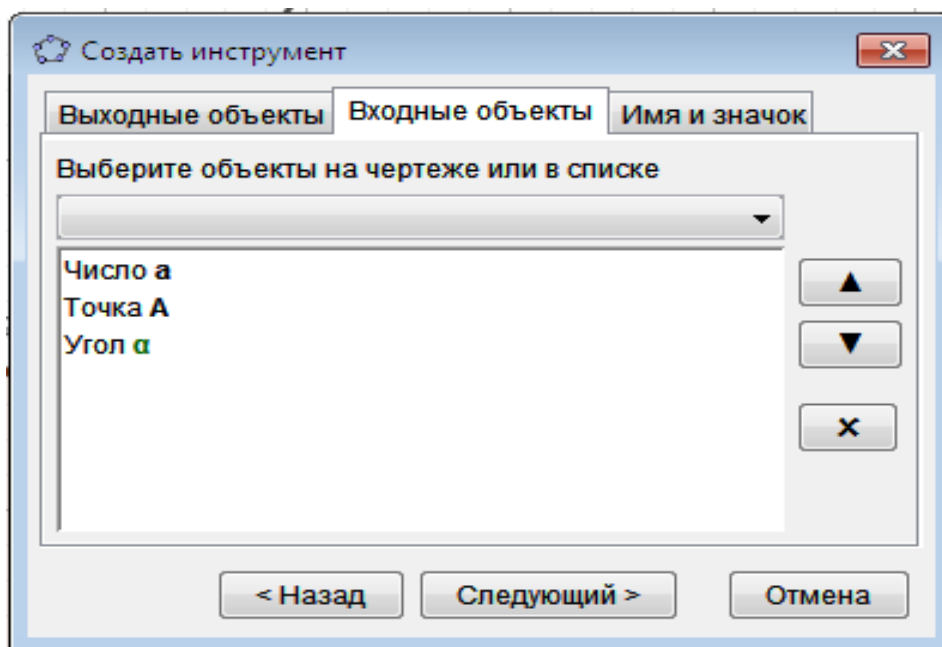 Создать инструмент
Выходные объекты Входные объекты Имя и значок
Выберите объекты на чертеже или в списке
Число a
Точка A
Угол α
< Назад Следующий > Отмена